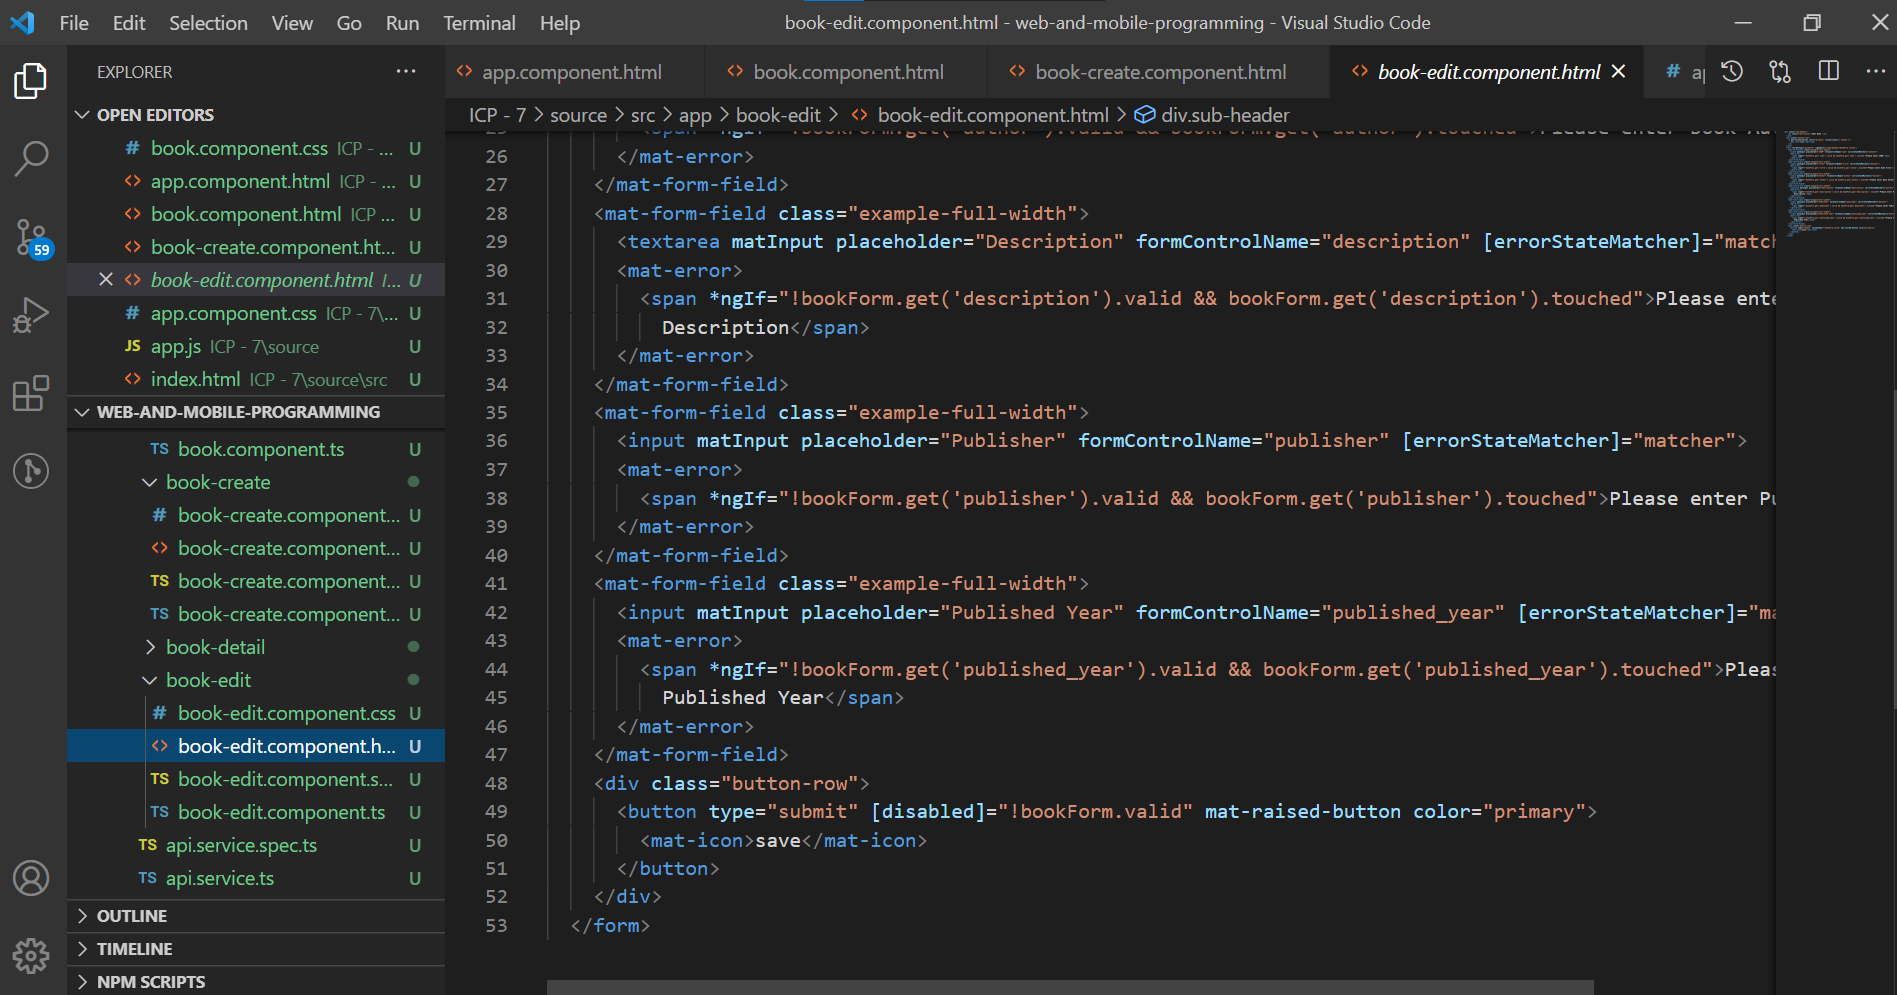 File Edit Selection View Go Run Terminal Help
book-edit.component.html - web-and-mobile-programming - Visual Studio Code
EXPLORER
OPEN EDITORS
# book.component.css ICP - ... U
<> app.component.html ICP - ... U
<> book.component.html ICP ... U
<> book-create.component.ht... U
<> book-edit.component.html I... U
# app.component.css ICP - 7\... U
JS app.js ICP - 7\source U
<> index.html ICP - 7\source\src U
WEB-AND-MOBILE-PROGRAMMING
TS book.component.ts U
book-create
# book-create.component... U
<> book-create.component... U
TS book-create.component... U
TS book-create.component... U
book-detail
book-edit
# book-edit.component.css U
<> book-edit.component.h... U
TS book-edit.component.s... U
TS book-edit.component.ts U
TS api.service.spec.ts U
TS api.service.ts U
OUTLINE
TIMELINE
NPM SCRIPTS
59
<> app.component.html <> book.component.html <> book-create.component.html <> book-edit.component.html #
ICP - 7 > source > src > app > book-edit > <> book-edit.component.html > div.sub-header
26 </mat-error>
27 </mat-form-field>
28 <mat-form-field class="example-full-width">
29 <textarea matInput placeholder="Description" formControlName="description" [errorStateMatcher]="match
30 <mat-error>
31 <span *ngIf="!bookForm.get('description').valid && bookForm.get('description').touched">Please ente
32 Description</span>
33 </mat-error>
34 </mat-form-field>
35 <mat-form-field class="example-full-width">
36 <input matInput placeholder="Publisher" formControlName="publisher" [errorStateMatcher]="matcher">
37 <mat-error>
38 <span *ngIf="!bookForm.get('publisher').valid && bookForm.get('publisher').touched">Please enter Pu
39 </mat-error>
40 </mat-form-field>
41 <mat-form-field class="example-full-width">
42 <input matInput placeholder="Published Year" formControlName="published_year" [errorStateMatcher]="ma
43 <mat-error>
44 <span *ngIf="!bookForm.get('published_year').valid && bookForm.get('published_year').touched">Pleas
45 Published Year</span>
46 </mat-error>
47 </mat-form-field>
48 <div class="button-row">
49 <button type="submit" [disabled]="!bookForm.valid" mat-raised-button color="primary">
50 <mat-icon>save</mat-icon>
51 </button>
52 </div>
53 </form>